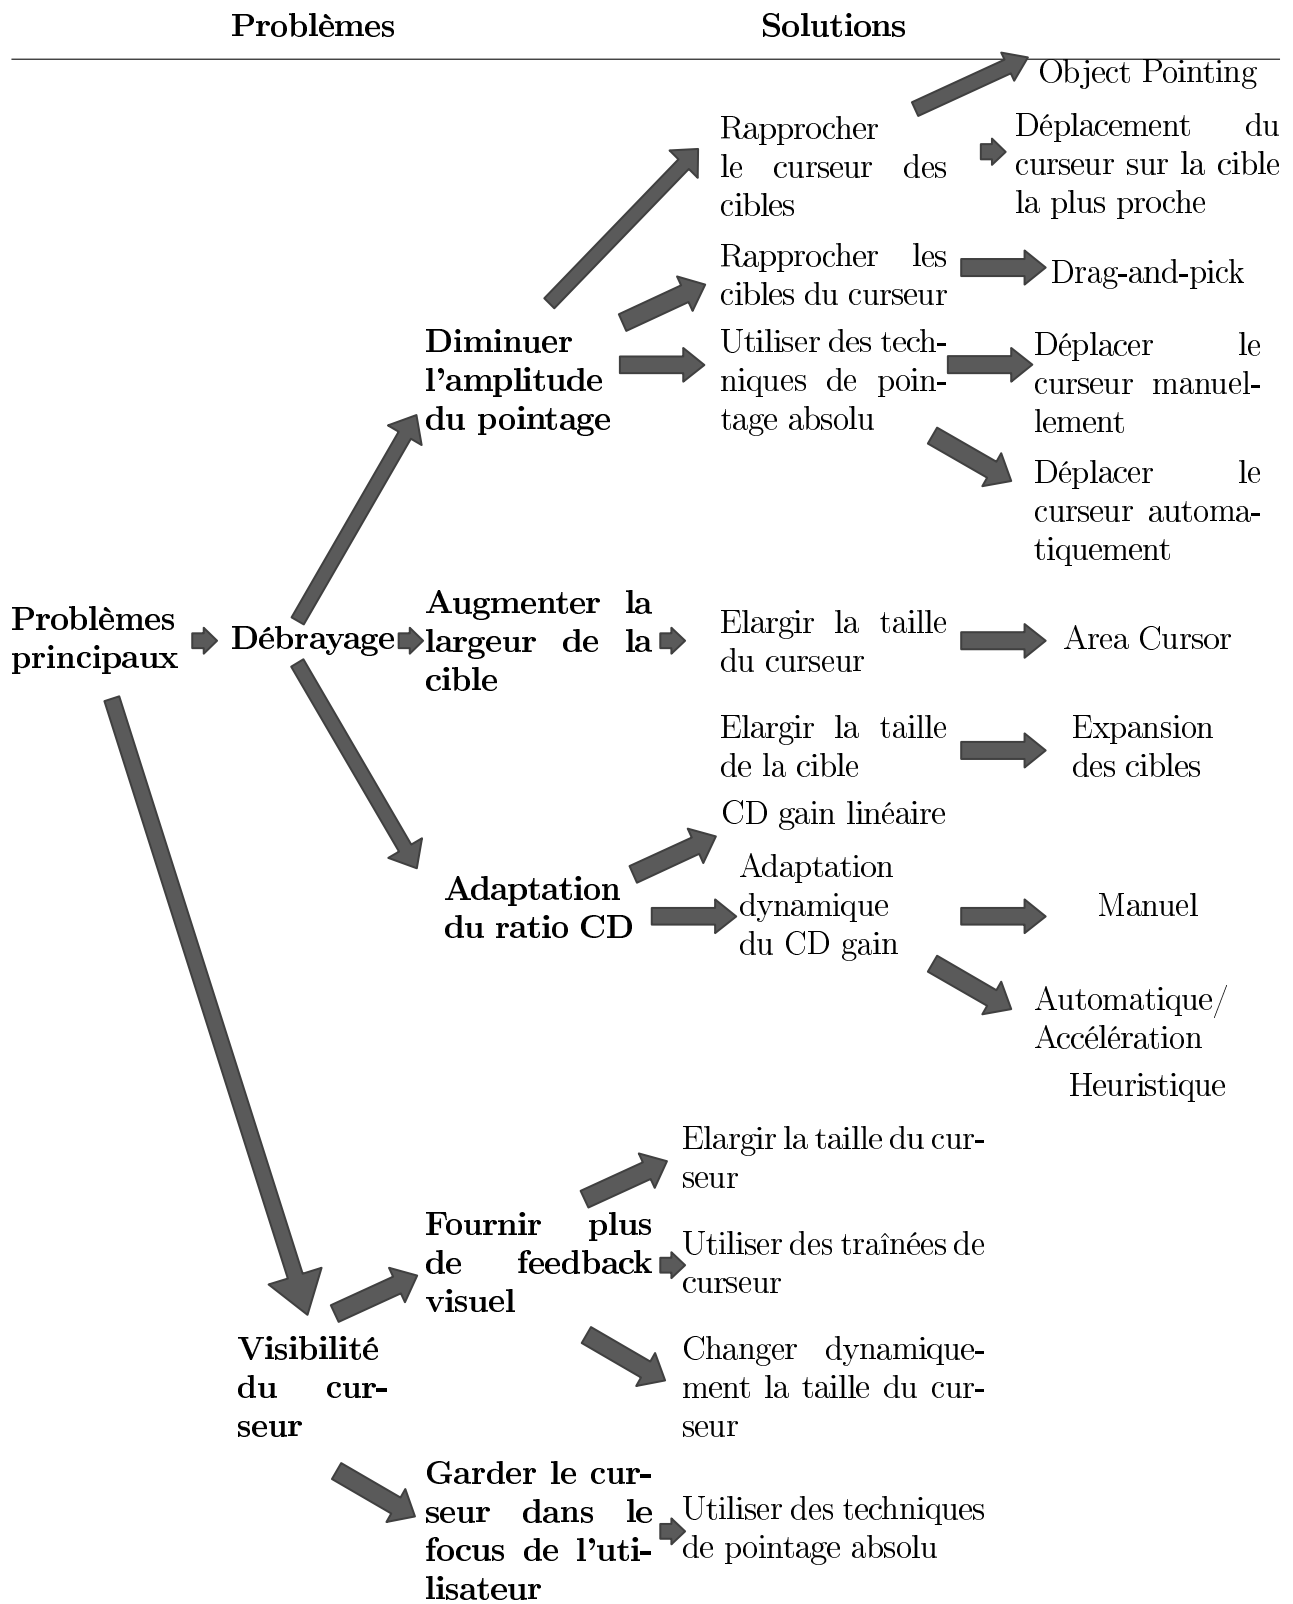 Problèmes
Solutions
Object Pointing
Rapprocher
le curseur des
cibles
Déplacement du
curseur sur la cible
la plus proche
Rapprocher les
cibles du curseur
Drag-and-pick
Diminuer
l'amplitude
du pointage
Utiliser des tech-
niques de poin-
tage absolu
Déplacer le
curseur manuel-
lement
Déplacer le
curseur automa-
tiquement
Problèmes
principaux
Débrayage
Augmenter la
largeur de la
cible
Elargir la taille
du curseur
Area Cursor
Elargir la taille
de la cible
Expansion
des cibles
CD gain linéaire
Adaptation
du ratio CD
Adaptation
dynamique
du CD gain
Manuel
Automatique/
Accélération
Heuristique
Elargir la taille du cur-
seur
Fournir plus
de feedback
visuel
Utiliser des traînées de
curseur
Visibilité
du cur-
seur
Changer dynamique-
ment la taille du cur-
seur
Garder le cur-
seur dans le
focus de l'uti-
lisateur
Utiliser des techniques
de pointage absolu